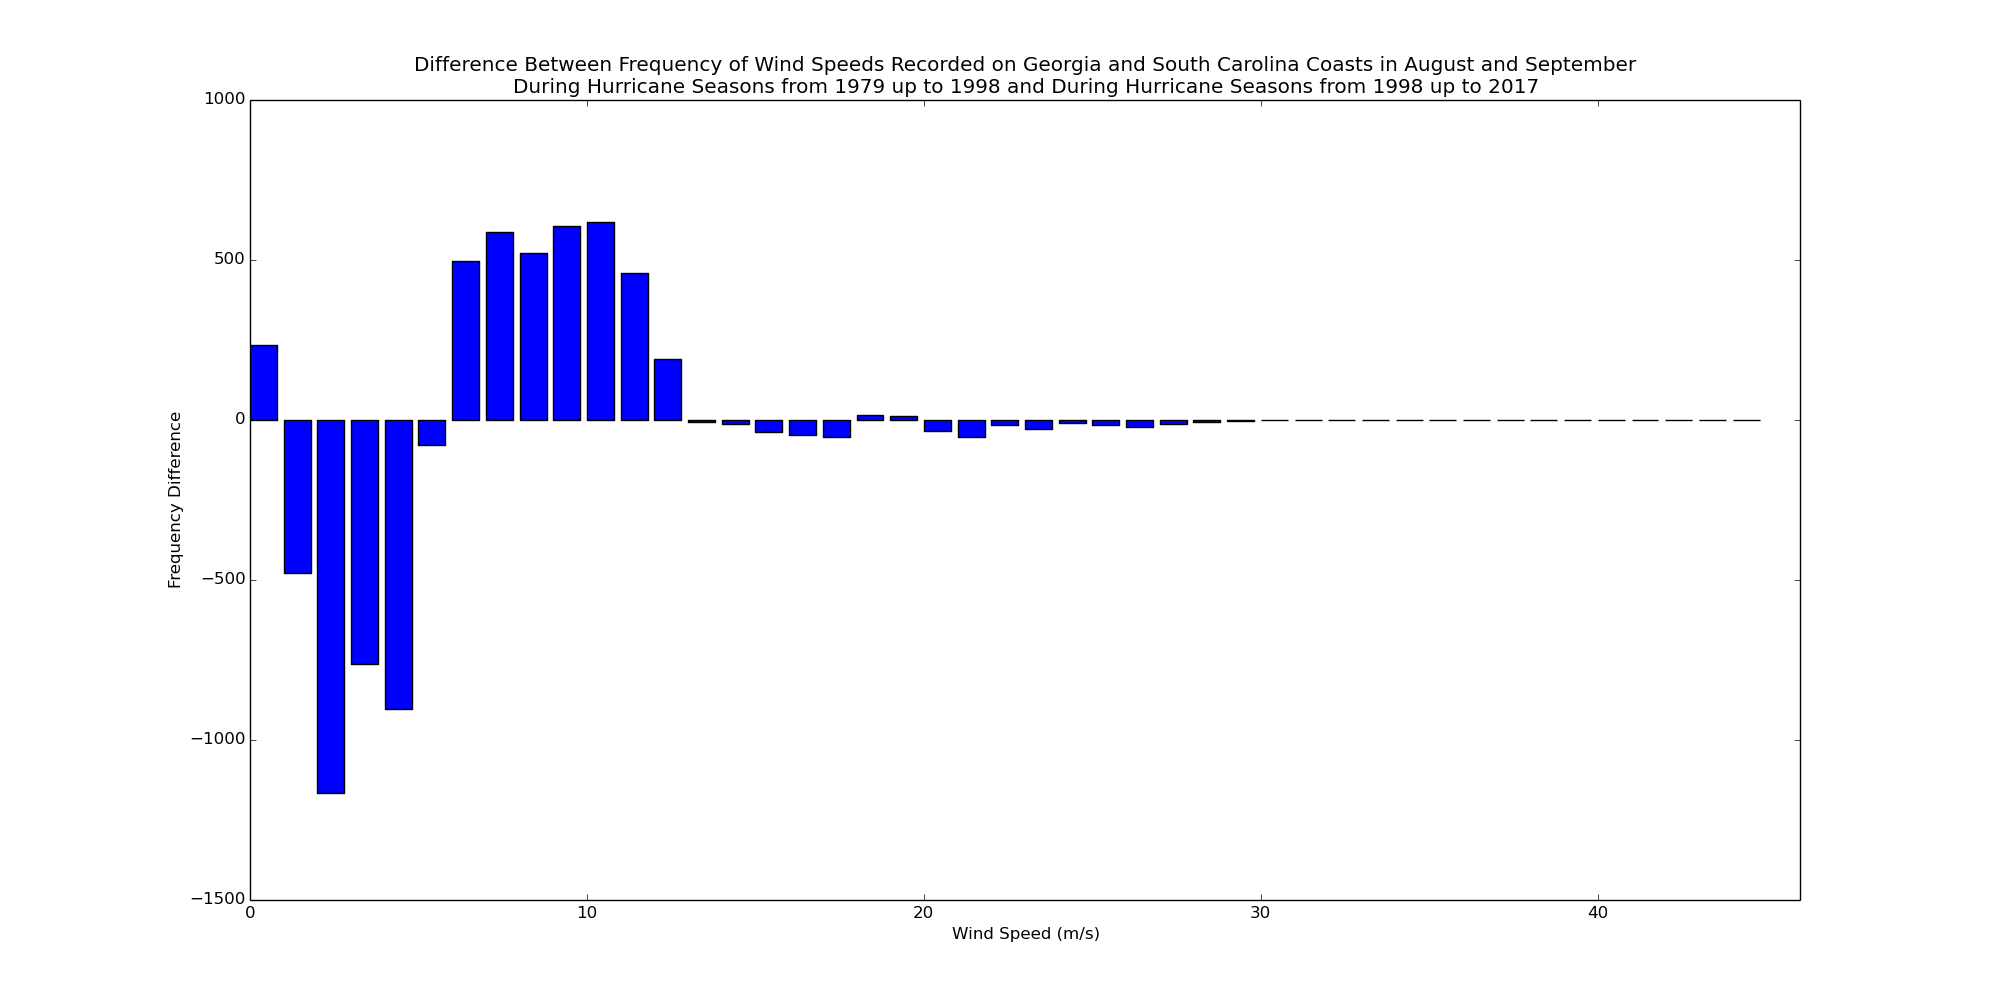 Difference Between Frequency of Wind Speeds Recorded on Georgia and South Carolina Coasts in August and September
During Hurricane Seasons from 1979 up to 1998 and During Hurricane Seasons from 1998 up to 2017
1000
500
0
−500
−1000
−1500
Frequency Difference
0 10 20 30 40
Wind Speed (m/s)